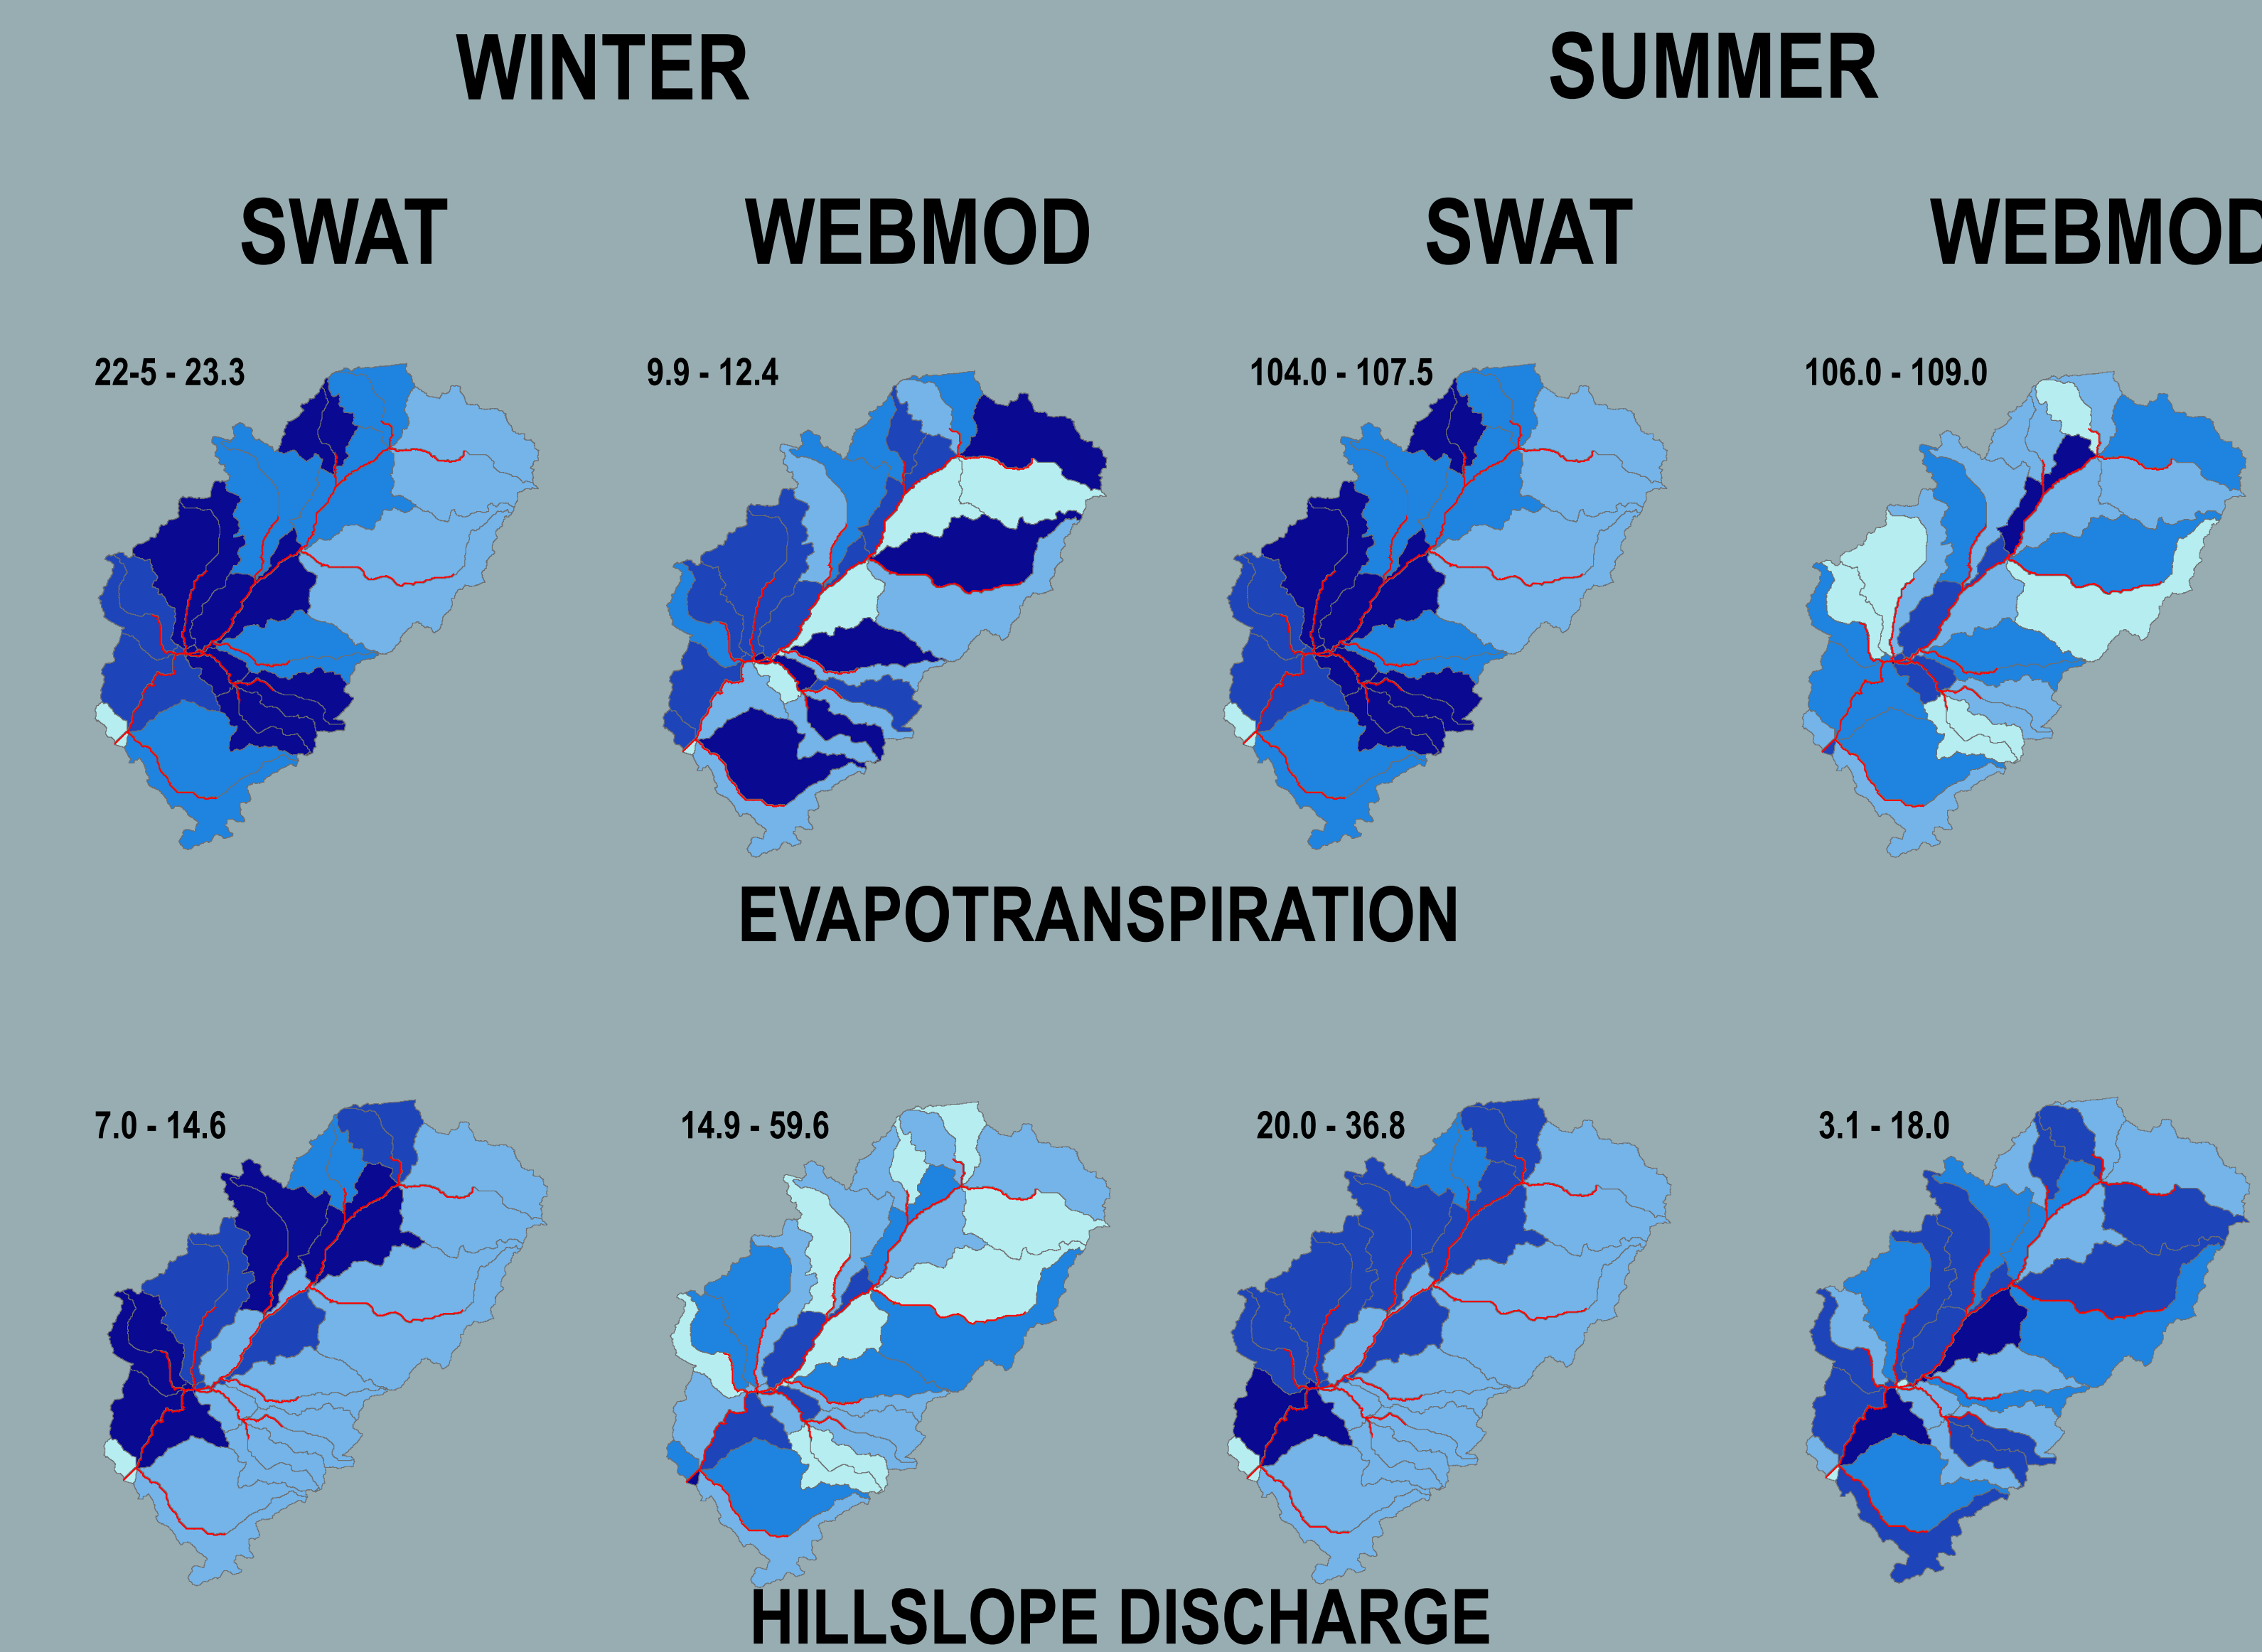 WINTER SUMMER
SWAT WEBMOD SWAT WEBMOD
22-5 - 23.3 9.9 - 12.4 104.0 - 107.5 106.0 - 109.0
EVAPOTRANSPIRATION
7.0 - 14.6 14.9 - 59.6 20.0 - 36.8 3.1 - 18.0
HILLSLOPE DISCHARGE